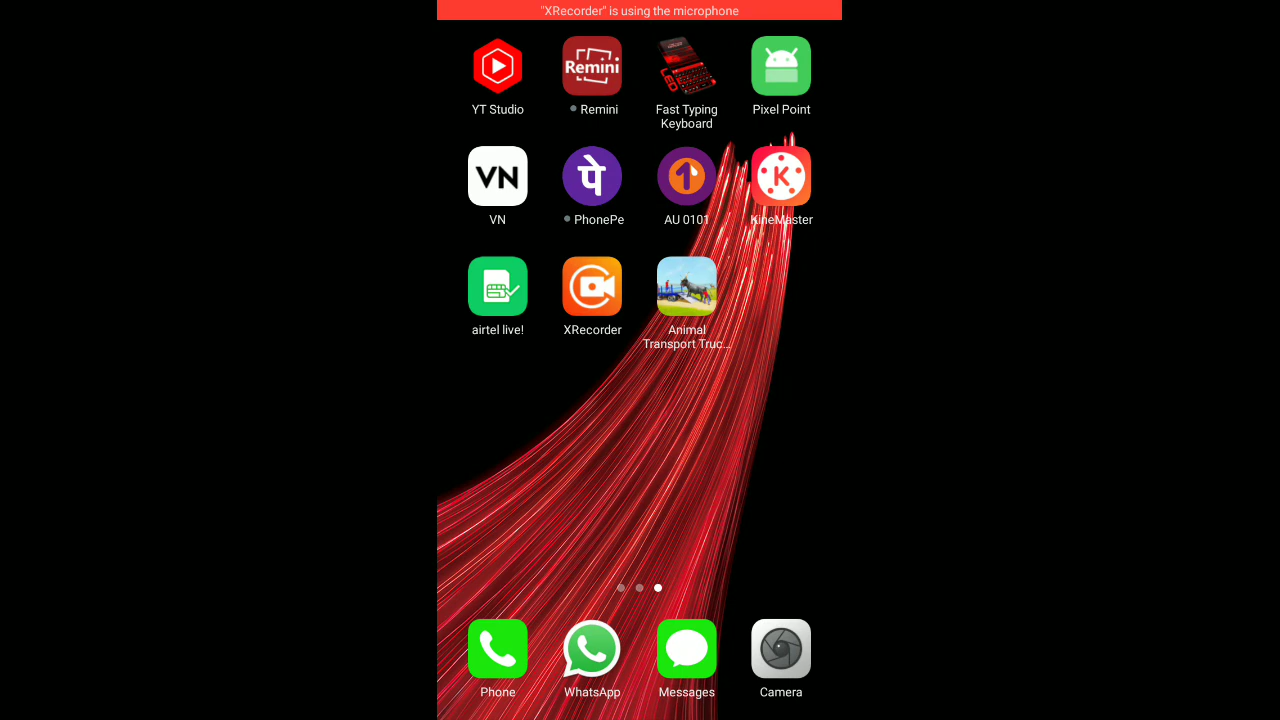 "XRecorder" is using the microphone
Remini
YT Studio
Remini
Fast Typing
Keyboard
Pixel Point
VN
पे
1
K
VN
PhonePe
AU 0101
KineMaster
airtel live!
XRecorder
Animal
Transport Truc...
Phone
WhatsApp
Messages
Camera